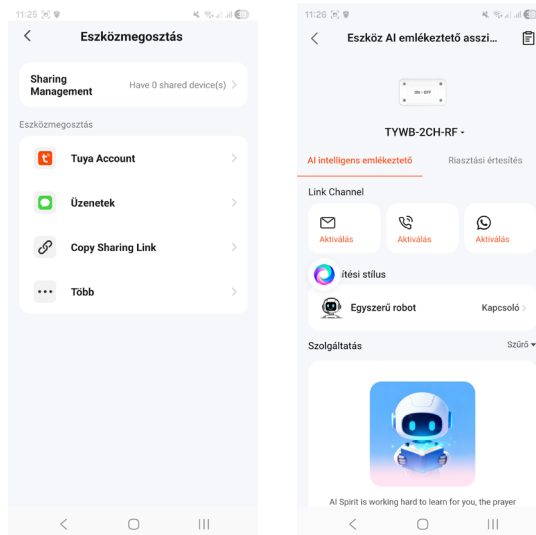 11:25
Eszközmegosztás
Sharing
Management
Have 0 shared device(s)
Eszközmegosztás
Tuya Account
Üzenetek
Copy Sharing Link
Több
11:26
Eszköz AI emlékeztető asszi...
ON - OFF
TYWB-2CH-RF
AI intelligens emlékeztető
Riasztási értesítés
Link Channel
Aktiválás
Aktiválás
Aktiválás
ítési stílus
Egyszerű robot
Kapcsoló
Szolgáltatás
Szűrő
AI Spirit is working hard to learn for you, the prayer